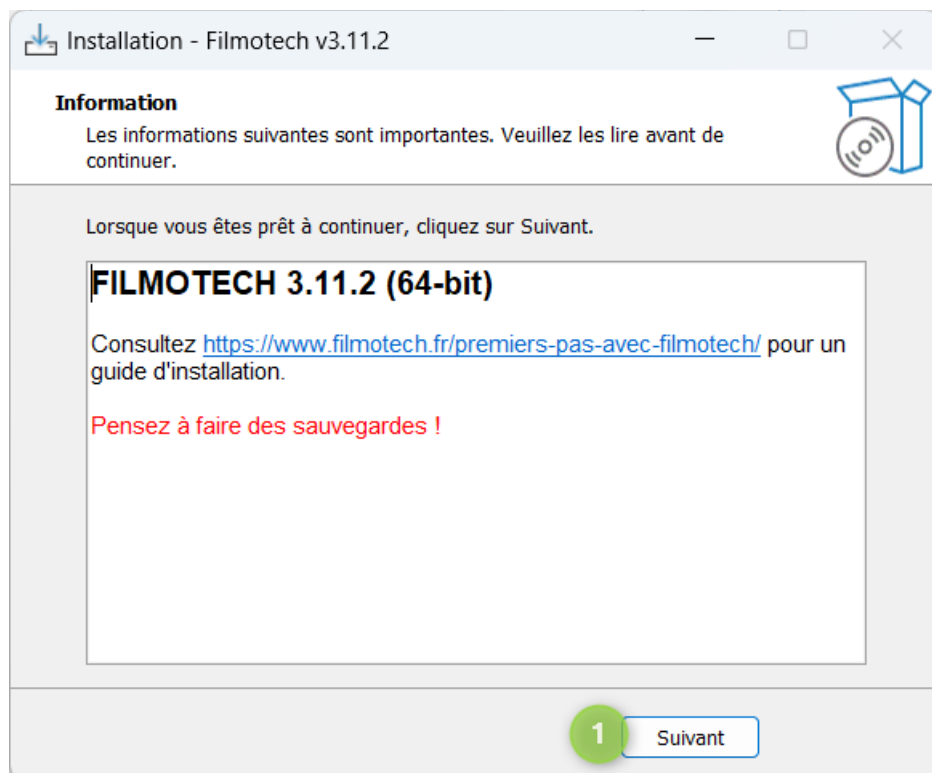 Installation - Filmotech v3.11.2
Information
Les informations suivantes sont importantes. Veuillez les lire avant de
continuer.
Lorsque vous êtes prêt à continuer, cliquez sur Suivant.
FILMOTECH 3.11.2 (64-bit)
Consultez https://www.filmotech.fr/premiers-pas-avec-filmotech/ pour un
guide d'installation.
Pensez à faire des sauvegardes !
1 Suivant